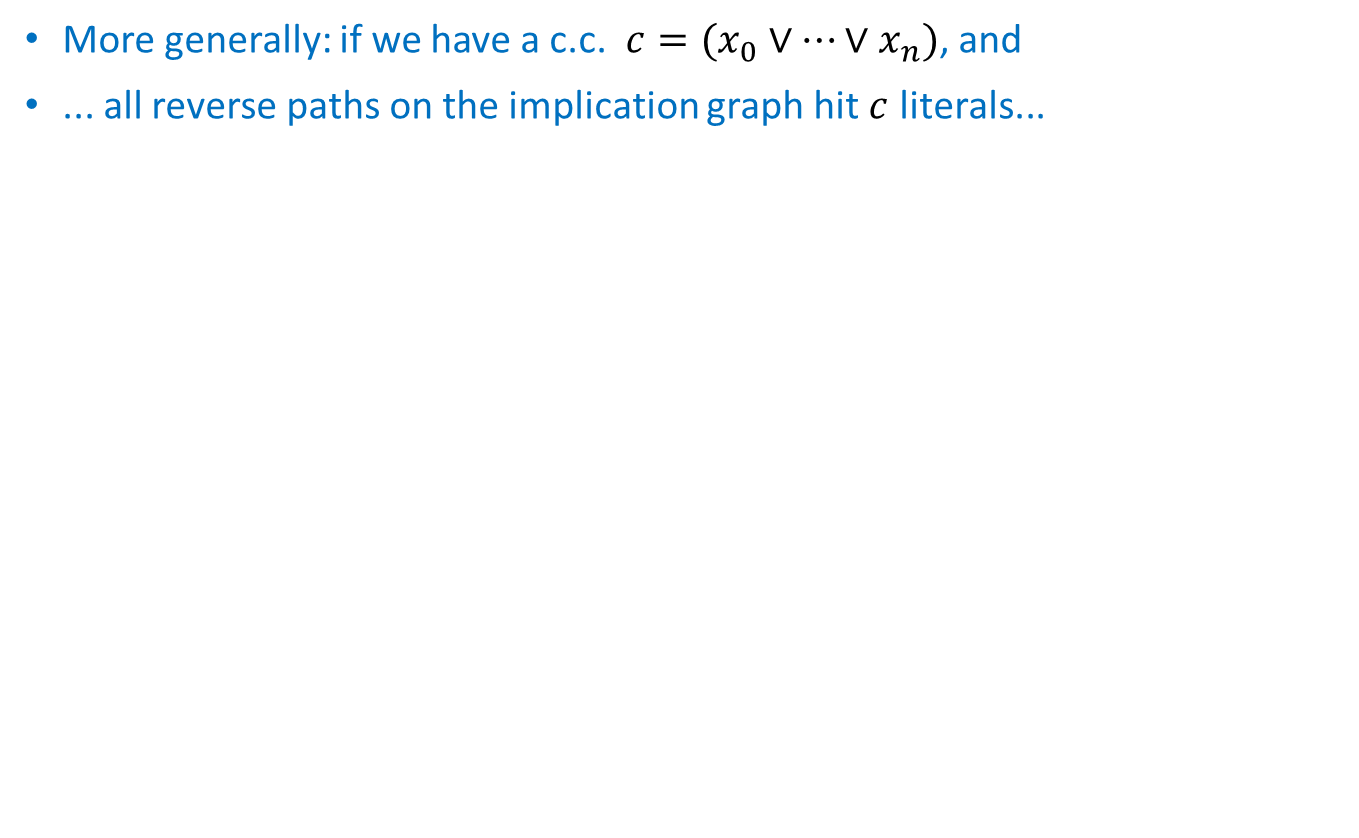 • More generally: if we have a c.c. c = (x₀ ∨ ⋯ ∨ xₙ), and
• ... all reverse paths on the implication graph hit c literals...